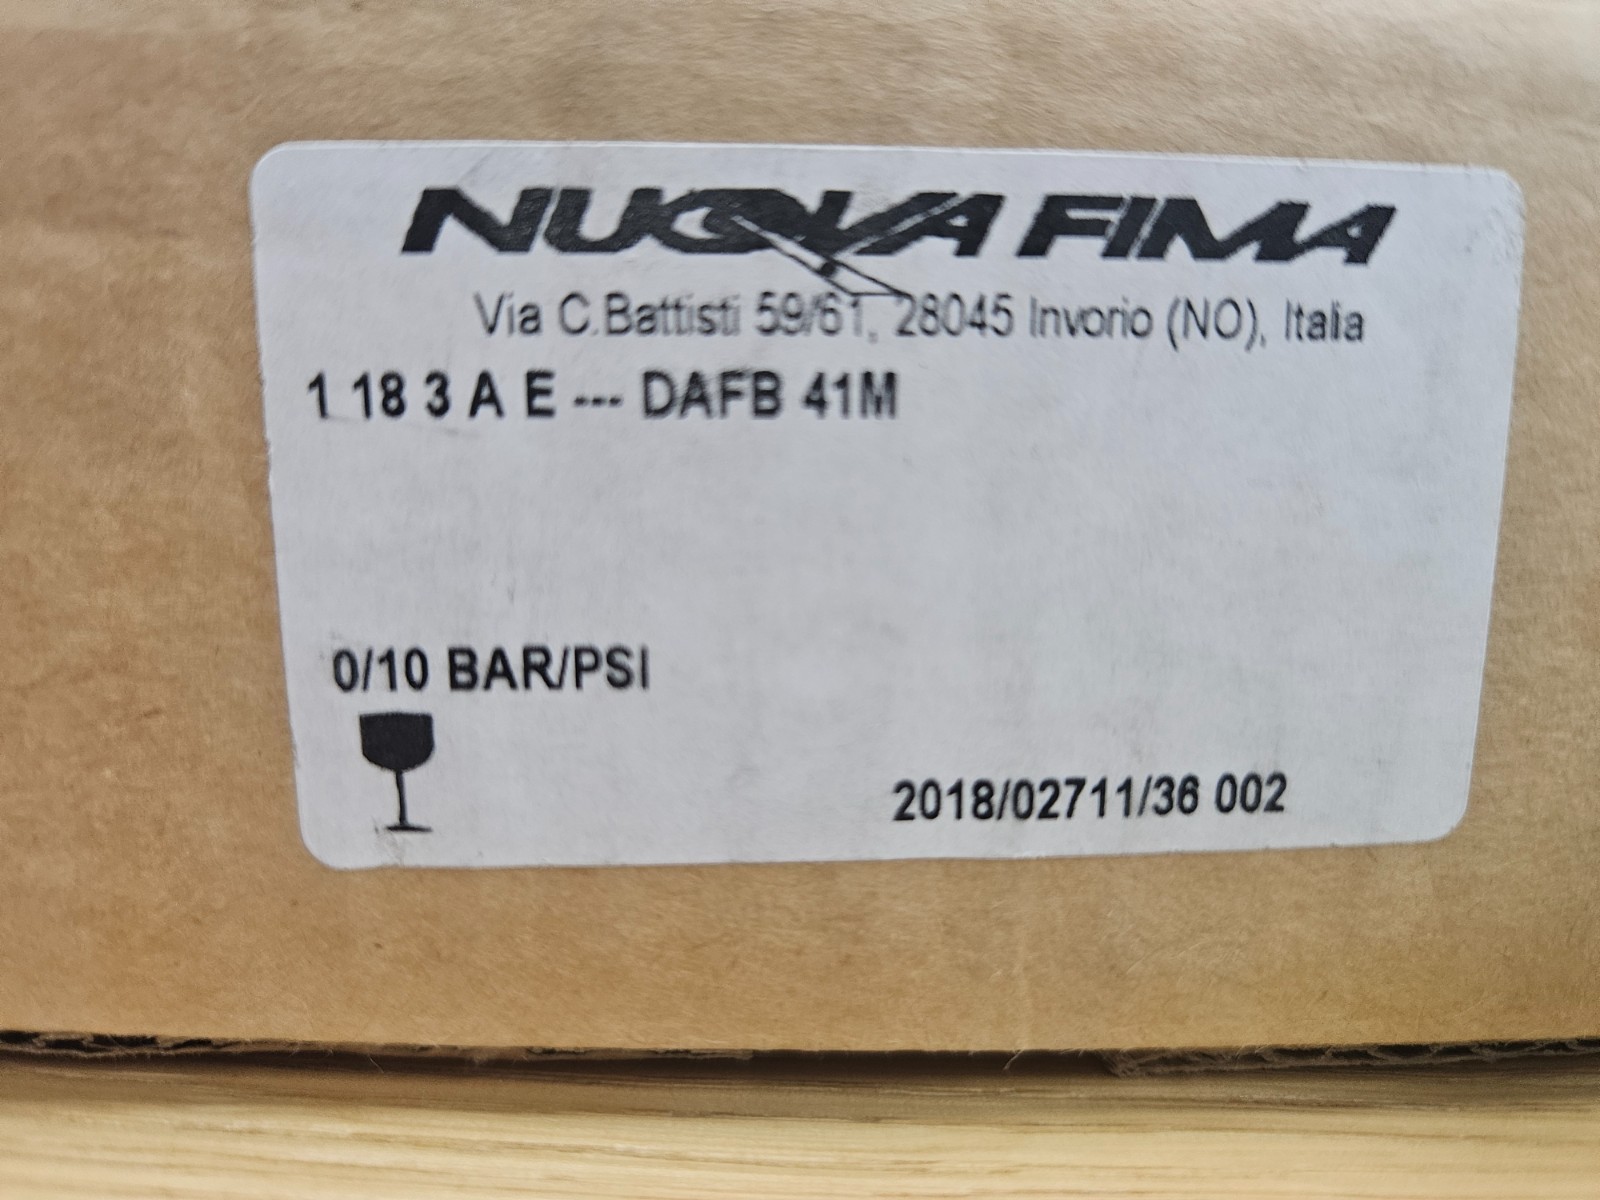 NUOVA FIMA
Via C.Battisti 59/61, 28045 Invorio (NO), Italia
1 18 3 A E --- DAFB 41M
0/10 BAR/PSI
2018/02711/36 002